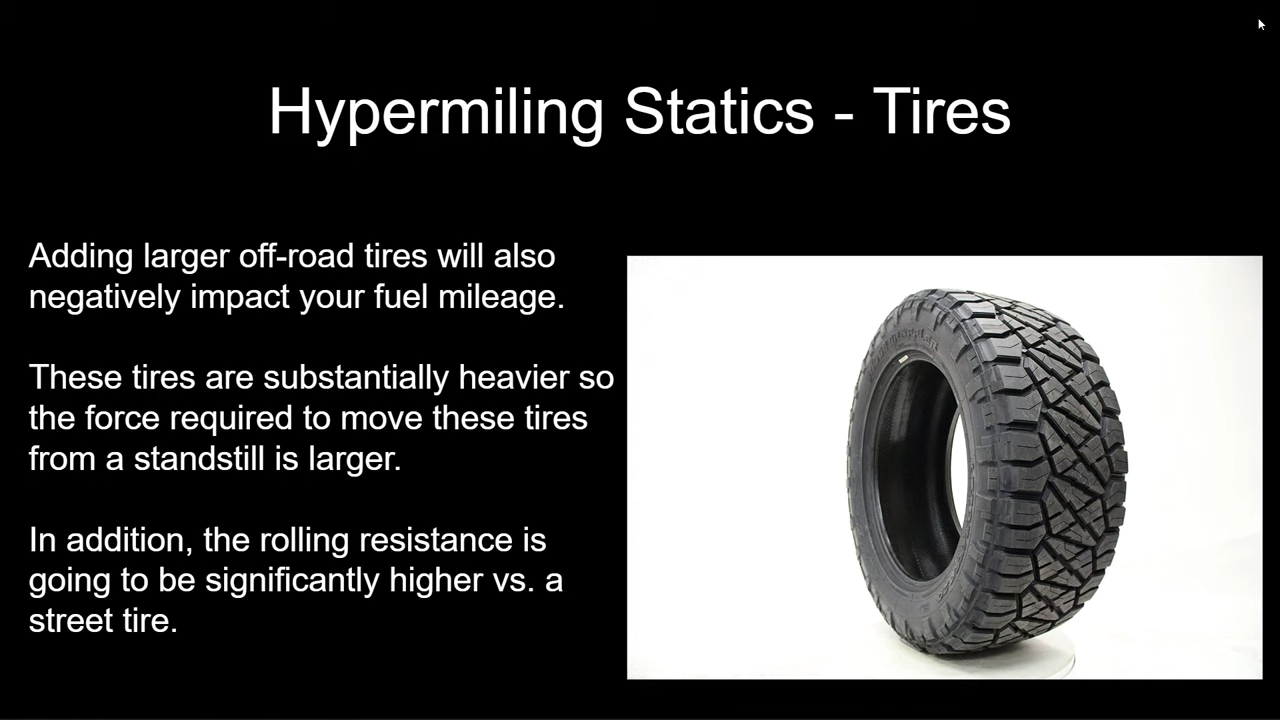 Hypermiling Statics - Tires
Adding larger off-road tires will also
negatively impact your fuel mileage.
These tires are substantially heavier so
the force required to move these tires
from a standstill is larger.
In addition, the rolling resistance is
going to be significantly higher vs. a
street tire.